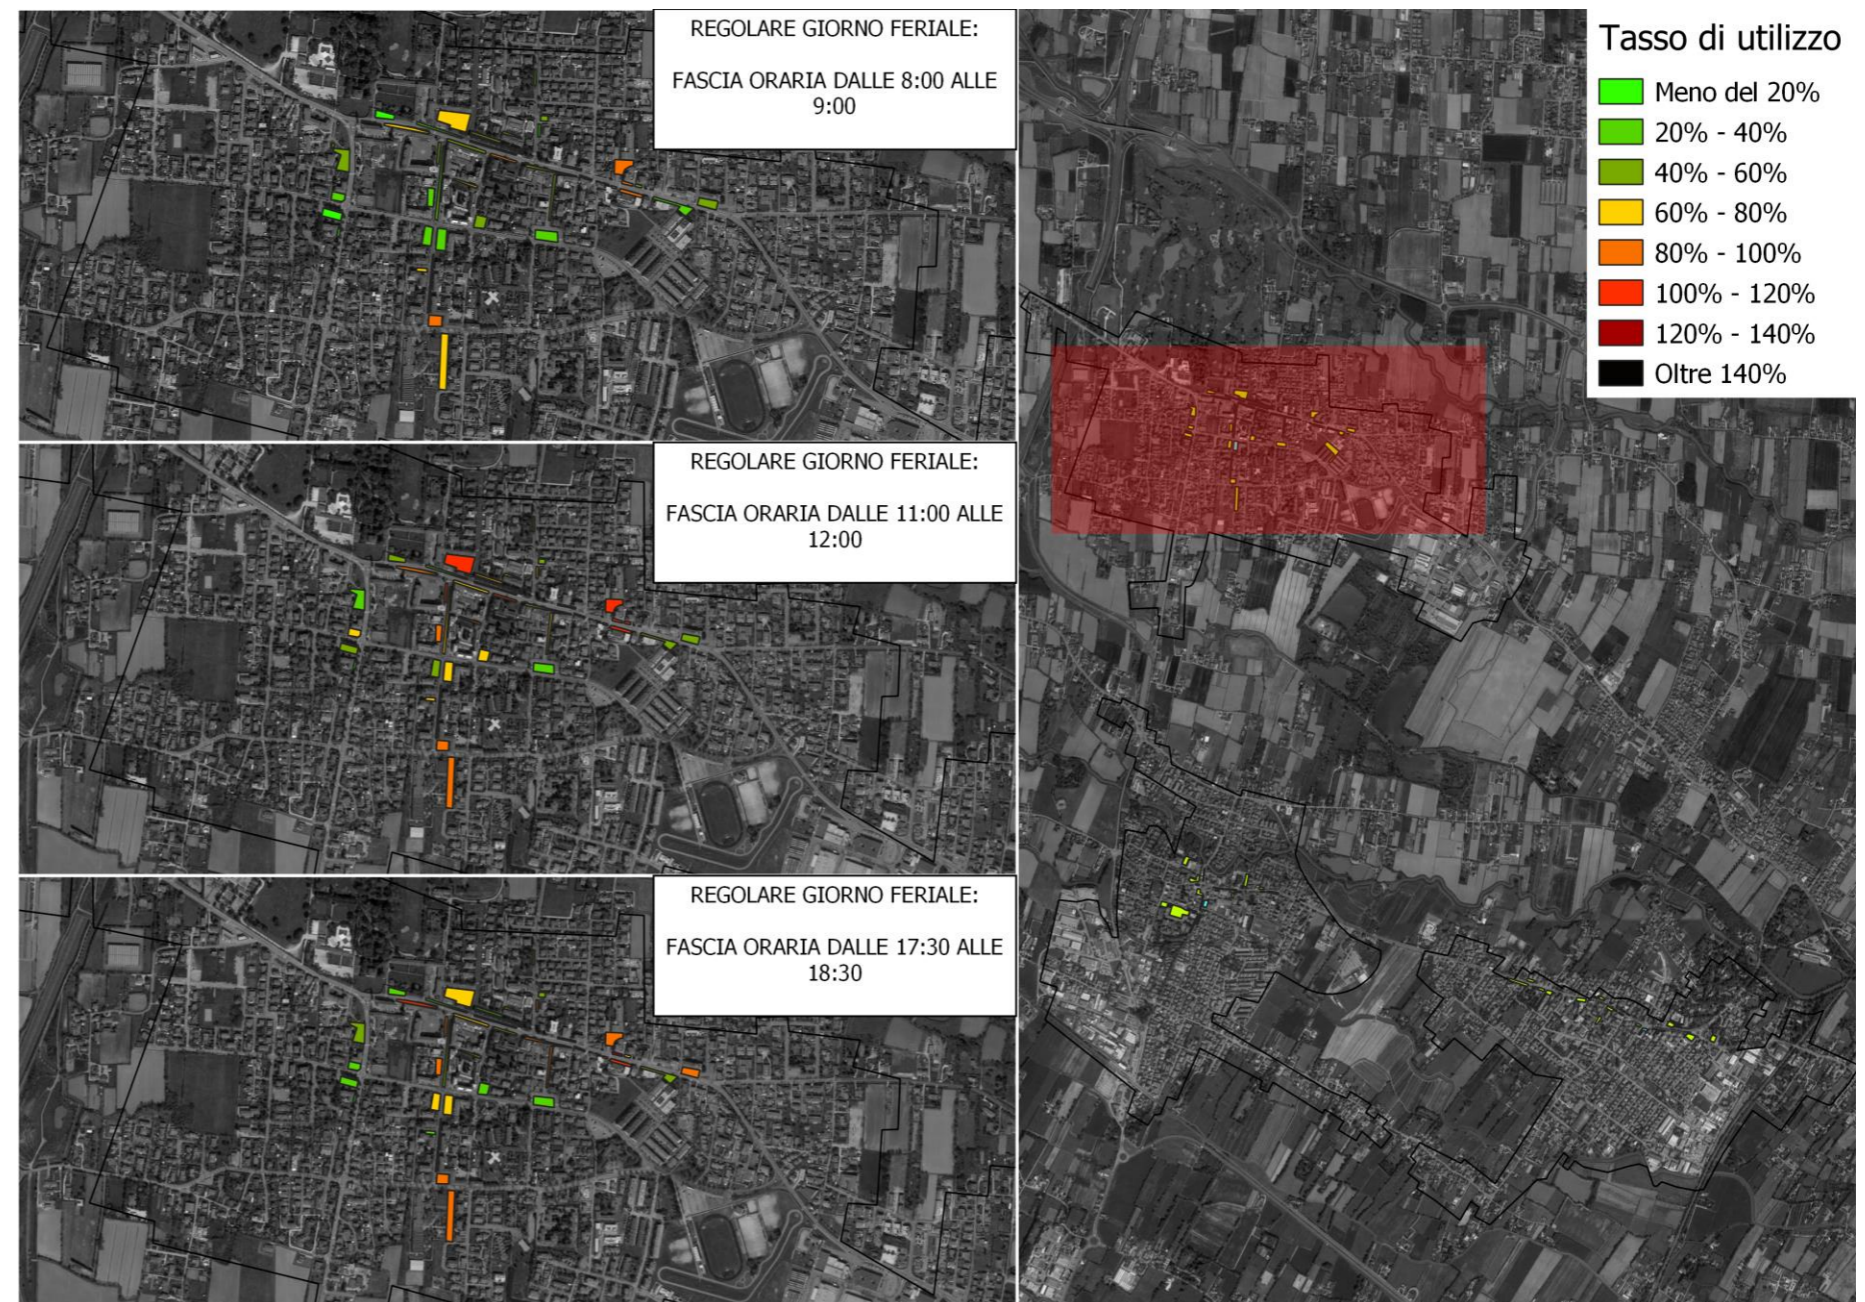 REGOLARE GIORNO FERIALE:
FASCIA ORARIA DALLE 8:00 ALLE
9:00
REGOLARE GIORNO FERIALE:
FASCIA ORARIA DALLE 11:00 ALLE
12:00
REGOLARE GIORNO FERIALE:
FASCIA ORARIA DALLE 17:30 ALLE
18:30
Tasso di utilizzo
Meno del 20%
20% - 40%
40% - 60%
60% - 80%
80% - 100%
100% - 120%
120% - 140%
Oltre 140%